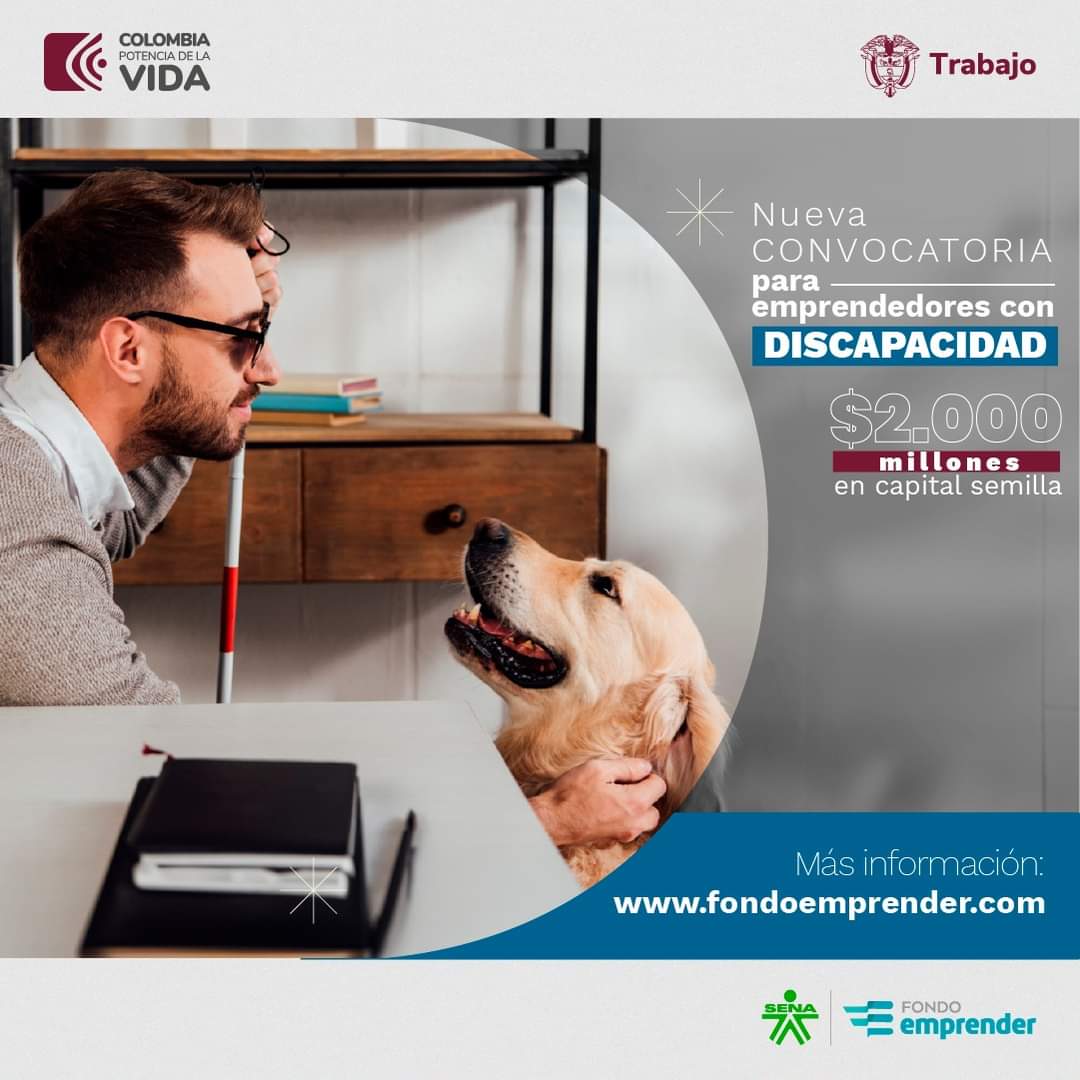 COLOMBIA
POTENCIA DE LA
VIDA
Trabajo
Nueva
CONVOCATORIA
para
emprendedores con
DISCAPACIDAD
$2.000
millones
en capital semilla
Más información:
www.fondoemprender.com
SENA
FONDO
emprender